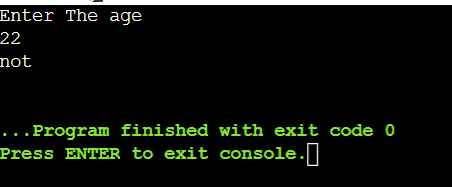 Enter The age
22
not
...Program finished with exit code 0
Press ENTER to exit console.